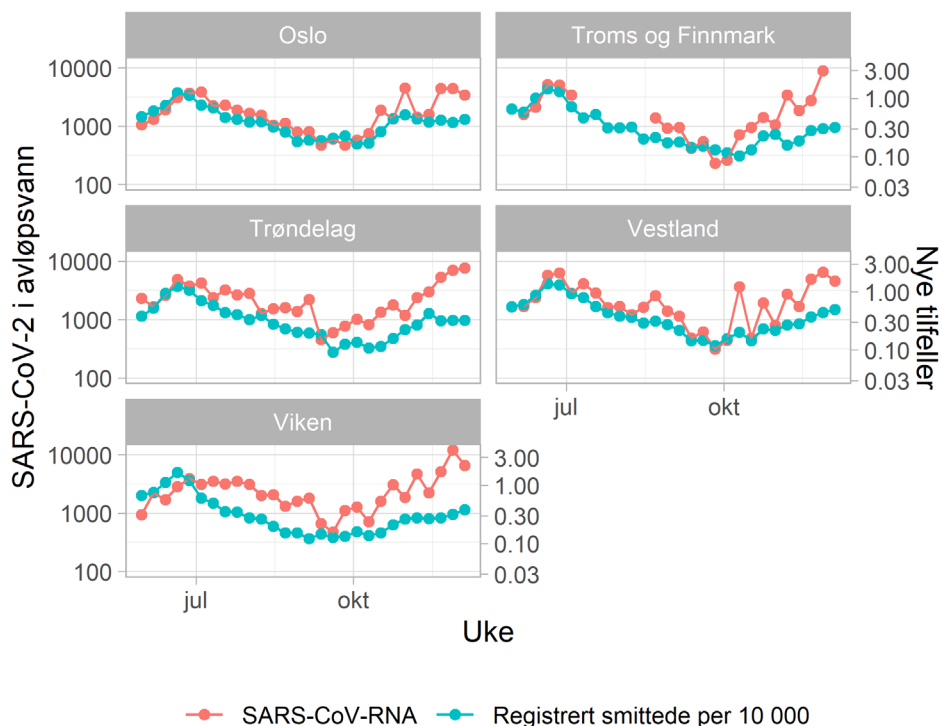 Oslo
Troms og Finnmark
10000
1000
100
3.00
1.00
0.30
0.10
0.03
Trøndelag
Vestland
10000
1000
100
3.00
1.00
0.30
0.10
0.03
jul
okt
Viken
10000
1000
100
3.00
1.00
0.30
0.10
0.03
jul
okt
SARS-CoV-2 i avløpsvann
Nye tilfeller
Uke
SARS-CoV-RNA
Registrert smittede per 10 000